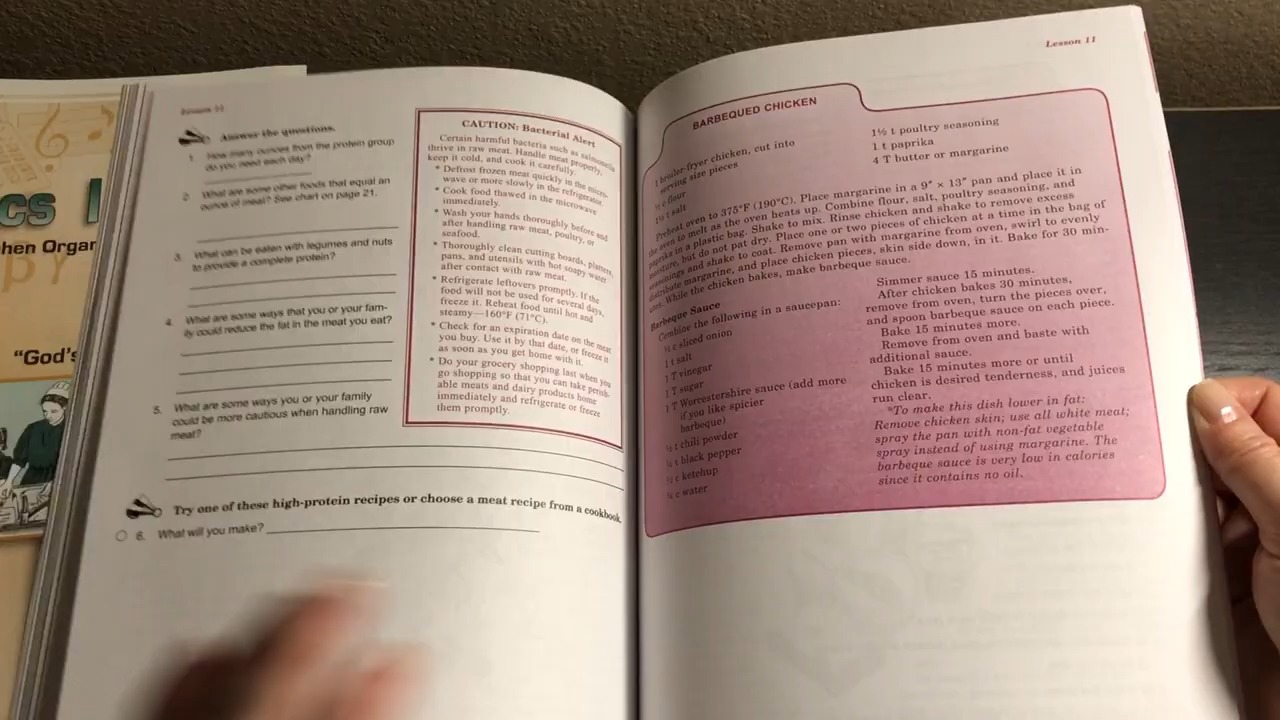 cs
hen Organ
"God's
Lesson 11
Answer the questions.
1. How many ounces from the protein group
do you need each day?
2. What are some other foods that equal an
ounce of meat? See chart on page 21.
3. What can be eaten with legumes and nuts
to provide a complete protein?
4. What are some ways that you or your fam-
ily could reduce the fat in the meat you eat?
5. What are some ways you or your family
could be more cautious when handling raw
meat?
CAUTION: Bacterial Alert
Certain harmful bacteria such as salmonella
thrive in raw meat. Handle meat properly,
keep it cold, and cook it carefully.
* Defrost frozen meat quickly in the micro-
wave or more slowly in the refrigerator.
* Cook food thawed in the microwave
immediately.
* Wash your hands thoroughly before and
after handling raw meat, poultry, or
seafood.
* Thoroughly clean cutting boards, platters,
pans, and utensils with hot soapy water
after contact with raw meat.
* Refrigerate leftovers promptly. If the
food will not be used for several days,
freeze it. Reheat food until hot and
steamy—160°F (71°C).
* Check for an expiration date on the meat
you buy. Use it by that date, or freeze it
as soon as you get home with it.
* Do your grocery shopping last when you
go shopping so that you can take perish-
able meats and dairy products home
immediately and refrigerate or freeze
them promptly.
Try one of these high-protein recipes or choose a meat recipe from a cookbook.
6. What will you make?
Lesson 11
BARBEQUED CHICKEN
1 broiler-fryer chicken, cut into
serving size pieces
c flour
t salt
1½ t poultry seasoning
1 t paprika
4 T buttor or margarine
Preheat oven to 375°F (190°C). Place margarine in a 9″ × 13″ pan and place it in
the oven to melt as the oven heats up. Combine flour, salt, poultry seasoning, and
paprika in a plastic bag. Shake to mix. Rinse chicken and shake to remove excess
moisture, but do not pat dry. Place one or two pieces of chicken at a time in the bag of
seasonings and shake to coat. Remove pan with margarine from oven, swirl to evenly
distribute margarine, and place chicken pieces, skin side down, in it. Bake for 30 min-
utes. While the chicken bakes, make barbeque sauce.
Barbeque Sauce
Combine the following in a saucepan:
c sliced onion
1 t salt
1 T vinegar
1 T sugar
1 T Worcestershire sauce (add more
if you like spicier
barbeque)
t chili powder
t black pepper
c ketchup
c water
Simmer sauce 15 minutes.
After chicken bakes 30 minutes,
remove from oven, turn the pieces over,
and spoon barbeque sauce on each piece.
Bake 15 minutes more.
Remove from oven and baste with
additional sauce.
Bake 15 minutes more or until
chicken is desired tenderness, and juices
run clear.
*To make this dish lower in fat:
Remove chicken skin; use all white meat;
spray the pan with non-fat vegetable
spray instead of using margarine. The
barbeque sauce is very low in calories
since it contains no oil.